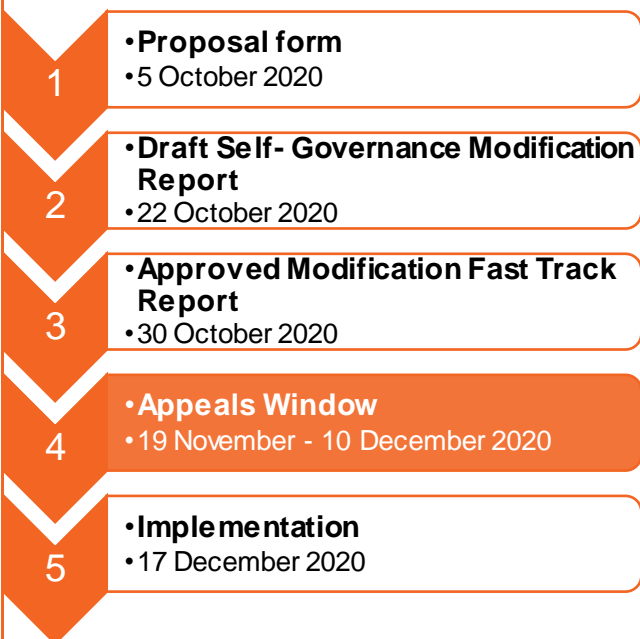 1
•Proposal form
•5 October 2020
2
•Draft Self- Governance Modification
Report
•22 October 2020
3
•Approved Modification Fast Track
Report
•30 October 2020
4
•Appeals Window
•19 November - 10 December 2020
5
•Implementation
•17 December 2020